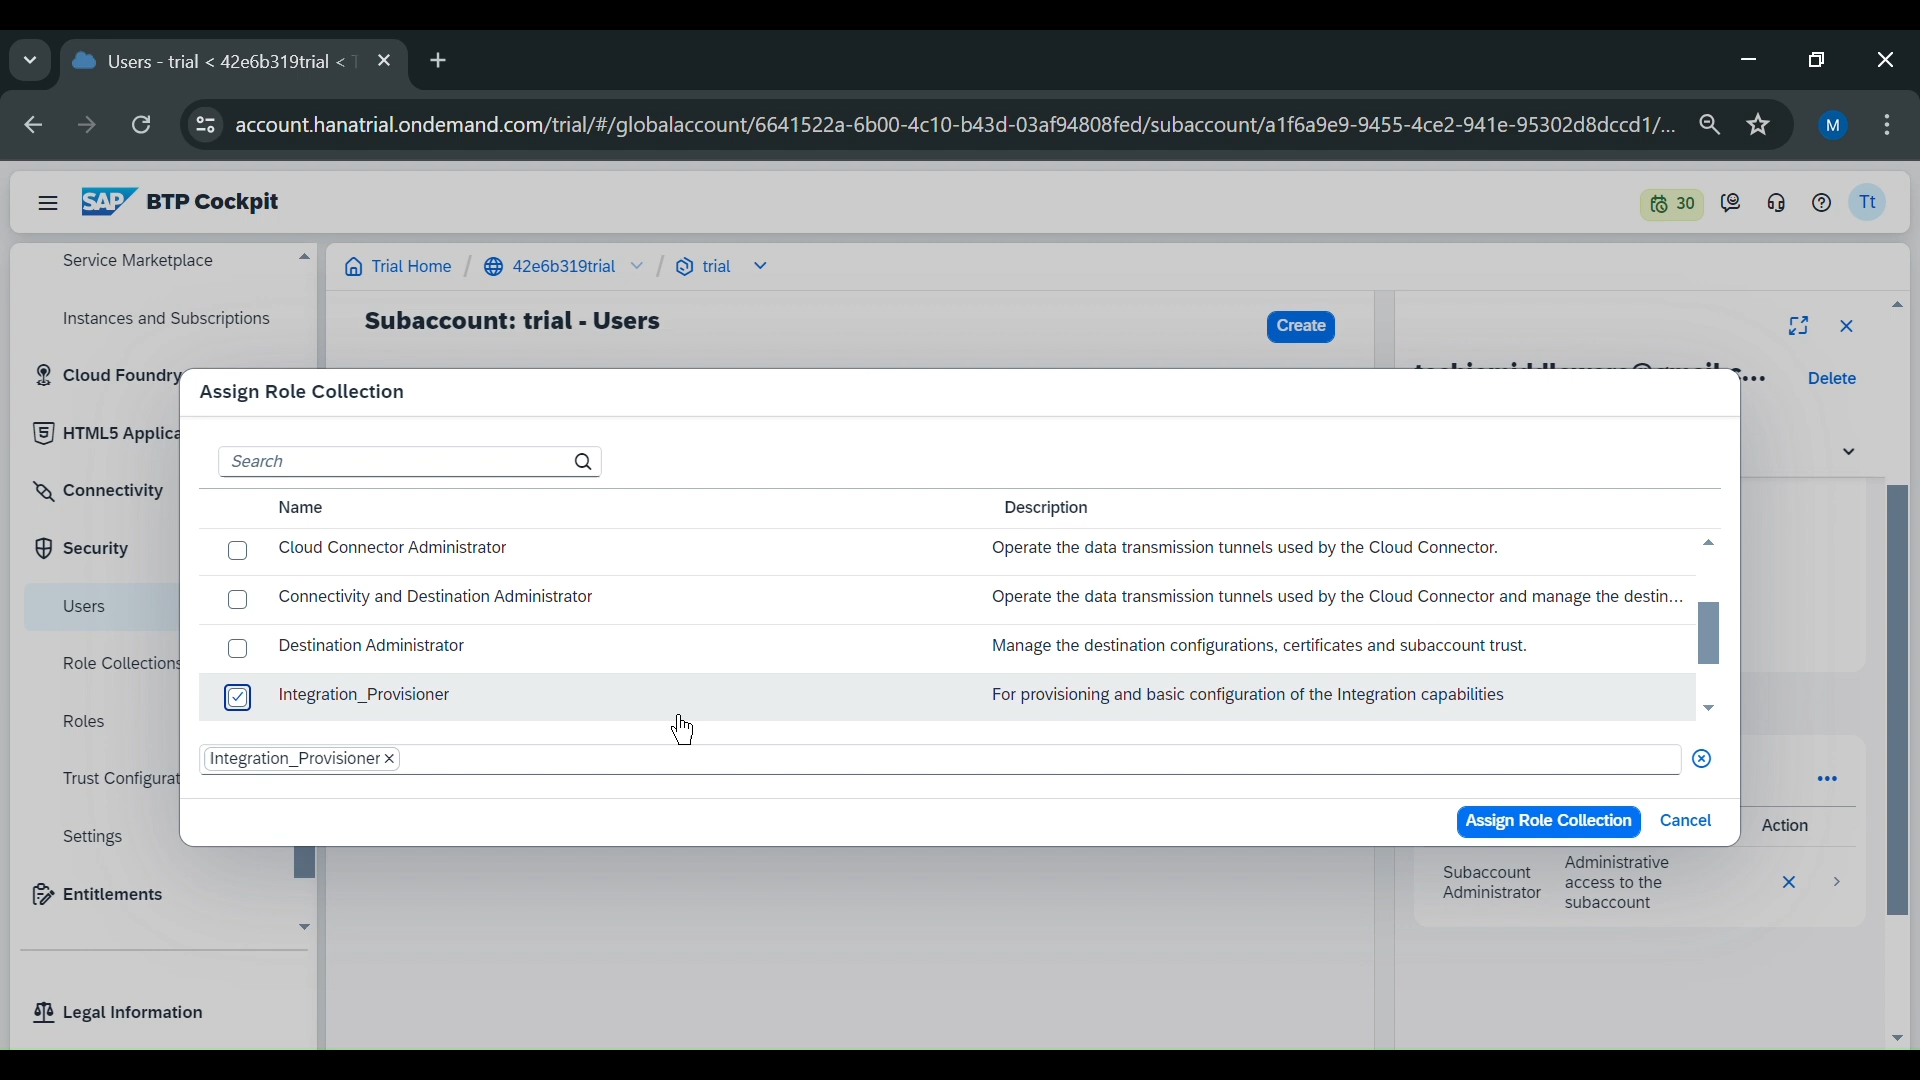 Users - trial < 42e6b319trial <
account.hanatrial.ondemand.com/trial/#/globalaccount/6641522a-6b00-4c10-b43d-03af94808fed/subaccount/a1f6a9e9-9455-4ce2-941e-95302d8dccd1/...
M
SAP BTP Cockpit
30
Tt
Service Marketplace
Instances and Subscriptions
Cloud Foundry
HTML5 Applica
Connectivity
Security
Users
Role Collections
Roles
Trust Configurat
Settings
Entitlements
Legal Information
Trial Home / 42e6b319trial / trial
Subaccount: trial - Users
Create
Delete
Assign Role Collection
Search
Name Description
Cloud Connector Administrator Operate the data transmission tunnels used by the Cloud Connector.
Connectivity and Destination Administrator Operate the data transmission tunnels used by the Cloud Connector and manage the destin...
Destination Administrator Manage the destination configurations, certificates and subaccount trust.
Integration_Provisioner For provisioning and basic configuration of the Integration capabilities
Integration_Provisioner
Assign Role Collection Cancel
Action
Subaccount
Administrator
Administrative
access to the
subaccount